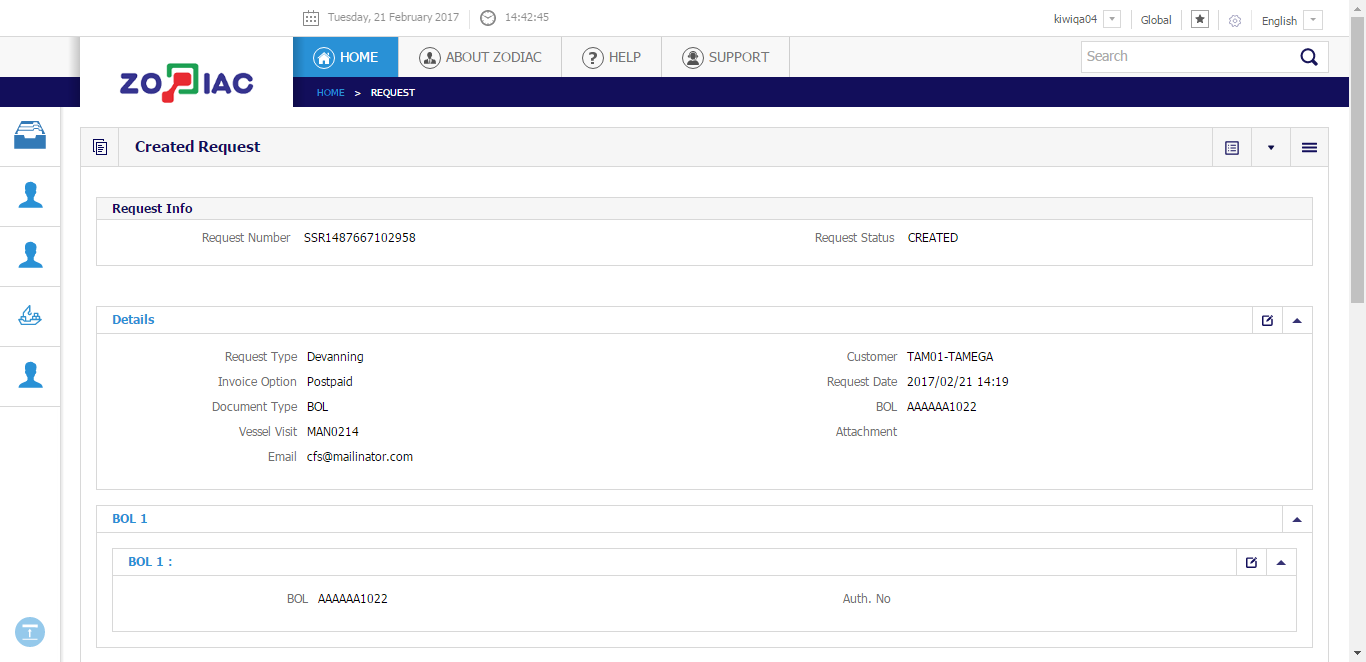 Tuesday, 21 February 2017 14:42:45 kiwiqa04 Global English
ZODIAC HOME ABOUT ZODIAC ? HELP SUPPORT Search
HOME > REQUEST
Created Request
Request Info
Request Number SSR1487667102958 Request Status CREATED
Details
Request Type Devanning Customer TAM01-TAMEGA
Invoice Option Postpaid Request Date 2017/02/21 14:19
Document Type BOL BOL AAAAAA1022
Vessel Visit MAN0214 Attachment
Email cfs@mailinator.com
BOL 1
BOL 1 :
BOL AAAAAA1022 Auth. No